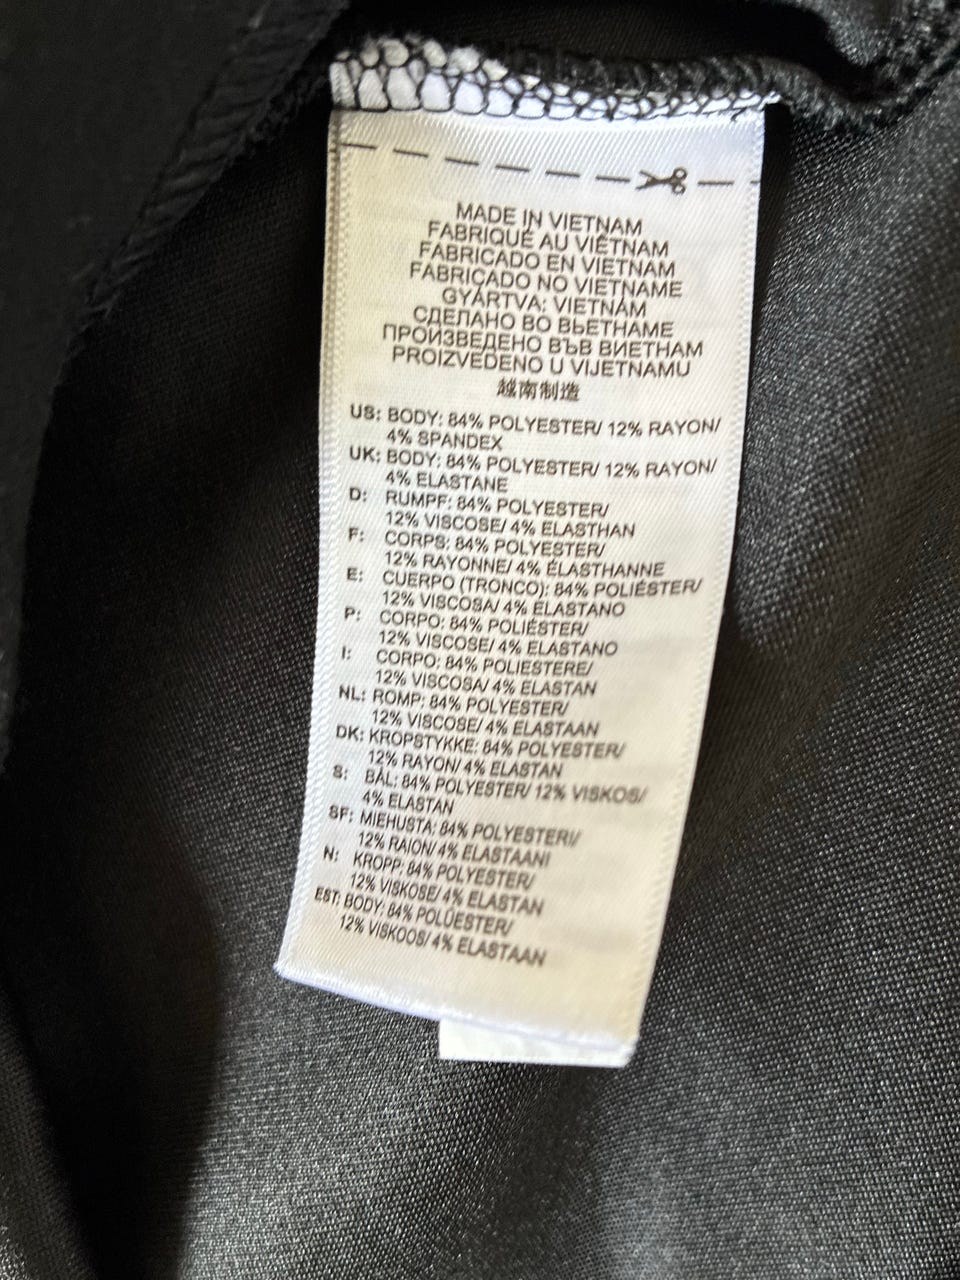 MADE IN VIETNAM
FABRIQUÉ AU VIÊTNAM
FABRICADO EN VIETNAM
FABRICADO NO VIETNAME
GYÁRTVA: VIETNÁM
СДЕЛАНО ВО ВЬЕТНАМЕ
ПРОИЗВЕДЕНО ВЪВ ВИЕТНАМ
PROIZVEDENO U VIJETNAMU
越南制造
US: BODY: 84% POLYESTER/ 12% RAYON/
4% SPANDEX
UK: BODY: 84% POLYESTER/ 12% RAYON/
4% ELASTANE
D: RUMPF: 84% POLYESTER/
12% VISCOSE/ 4% ELASTHAN
F: CORPS: 84% POLYESTER/
12% RAYONNE/ 4% ÉLASTHANNE
E: CUERPO (TRONCO): 84% POLIÉSTER/
12% VISCOSA/ 4% ELASTANO
P: CORPO: 84% POLIÉSTER/
12% VISCOSE/ 4% ELASTANO
I: CORPO: 84% POLIESTERE/
12% VISCOSA/ 4% ELASTAN
NL: ROMP: 84% POLYESTER/
12% VISCOSE/ 4% ELASTAAN
DK: KROPSTYKKE: 84% POLYESTER/
12% RAYON/ 4% ELASTAN
S: BÅL: 84% POLYESTER/ 12% VISKOS/
4% ELASTAN
SF: MIEHUSTA: 84% POLYESTERI/
12% RAION/ 4% ELASTAANI
N: KROPP: 84% POLYESTER/
12% VISKOSE/ 4% ELASTAN
EST: BODY: 84% POLÜESTER/
12% VISKOOS/ 4% ELASTAAN